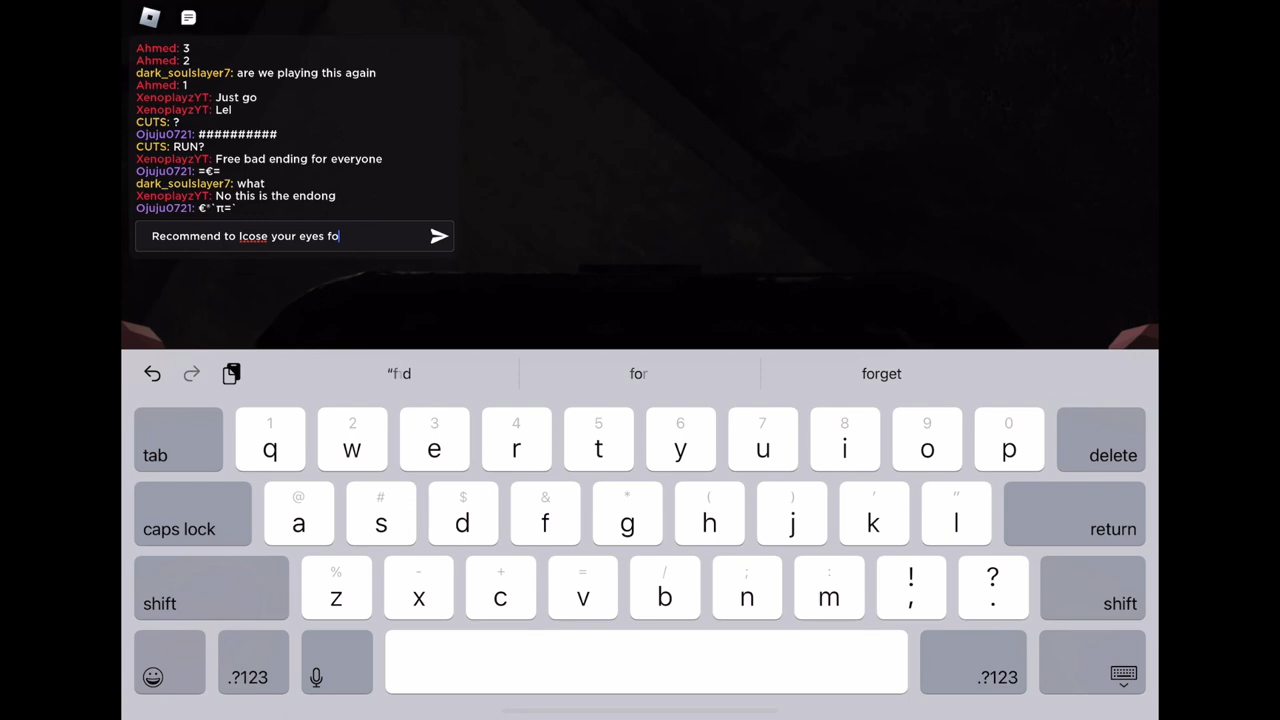 Ahmed: 3
Ahmed: 2
dark_soulslayer7: are we playing this again
Ahmed: 1
XenoplayzYT: Just go
XenoplayzYT: Lel
CUTS: ?
Ojuju0721: ##########
CUTS: RUN?
XenoplayzYT: Free bad ending for everyone
Ojuju0721: =€=
dark_soulslayer7: what
XenoplayzYT: No this is the endong
Ojuju0721: €*`π=`
Recommend to lcose your eyes fo
for forget
1 2 3 4 5 6 7 8 9 0
tab q w e r t y u i o p delete
@ # $ & * ( ) ' "
caps lock a s d f g h j k l return
% - + = / ; : ! ?
shift z x c v b n m , . shift
.?123 .?123